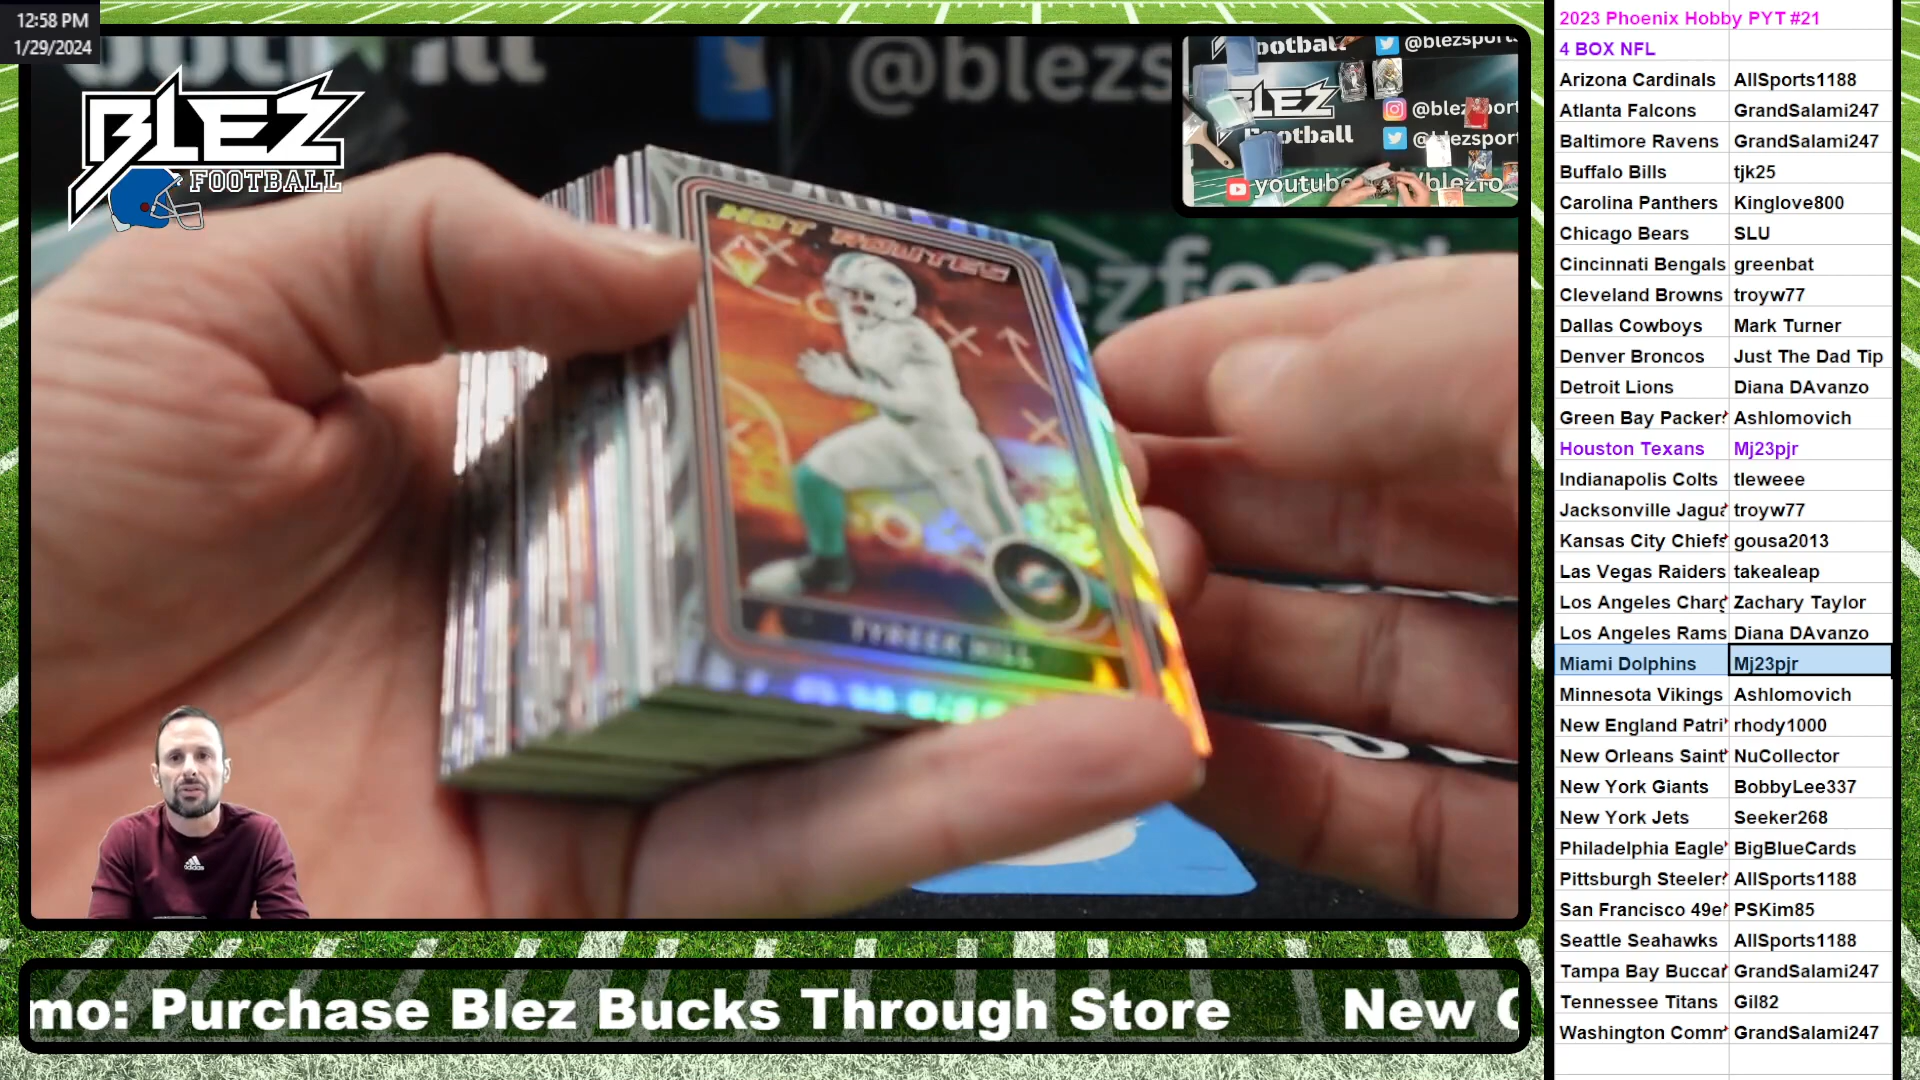 12:58 PM
1/29/2024
BLEZ
FOOTBALL
@blezs
HOT ROUTES
TYREEK HILL
ootball
@blezsport
BLEZ
Football
youtube
mo: Purchase Blez Bucks Through Store
New
2023 Phoenix Hobby PYT #21
4 BOX NFL
Arizona Cardinals AllSports1188
Atlanta Falcons GrandSalami247
Baltimore Ravens GrandSalami247
Buffalo Bills tjk25
Carolina Panthers Kinglove800
Chicago Bears SLU
Cincinnati Bengals greenbat
Cleveland Browns troyw77
Dallas Cowboys Mark Turner
Denver Broncos Just The Dad Tip
Detroit Lions Diana DAvanzo
Green Bay Packer Ashlomovich
Houston Texans Mj23pjr
Indianapolis Colts tleweee
Jacksonville Jagua troyw77
Kansas City Chiefs gousa2013
Las Vegas Raiders takealeap
Los Angeles Charg Zachary Taylor
Los Angeles Rams Diana DAvanzo
Miami Dolphins Mj23pjr
Minnesota Vikings Ashlomovich
New England Patri rhody1000
New Orleans Saint NuCollector
New York Giants BobbyLee337
New York Jets Seeker268
Philadelphia Eagle BigBlueCards
Pittsburgh Steeler AllSports1188
San Francisco 49e PSKim85
Seattle Seahawks AllSports1188
Tampa Bay Bucca GrandSalami247
Tennessee Titans Gil82
Washington Comm GrandSalami247